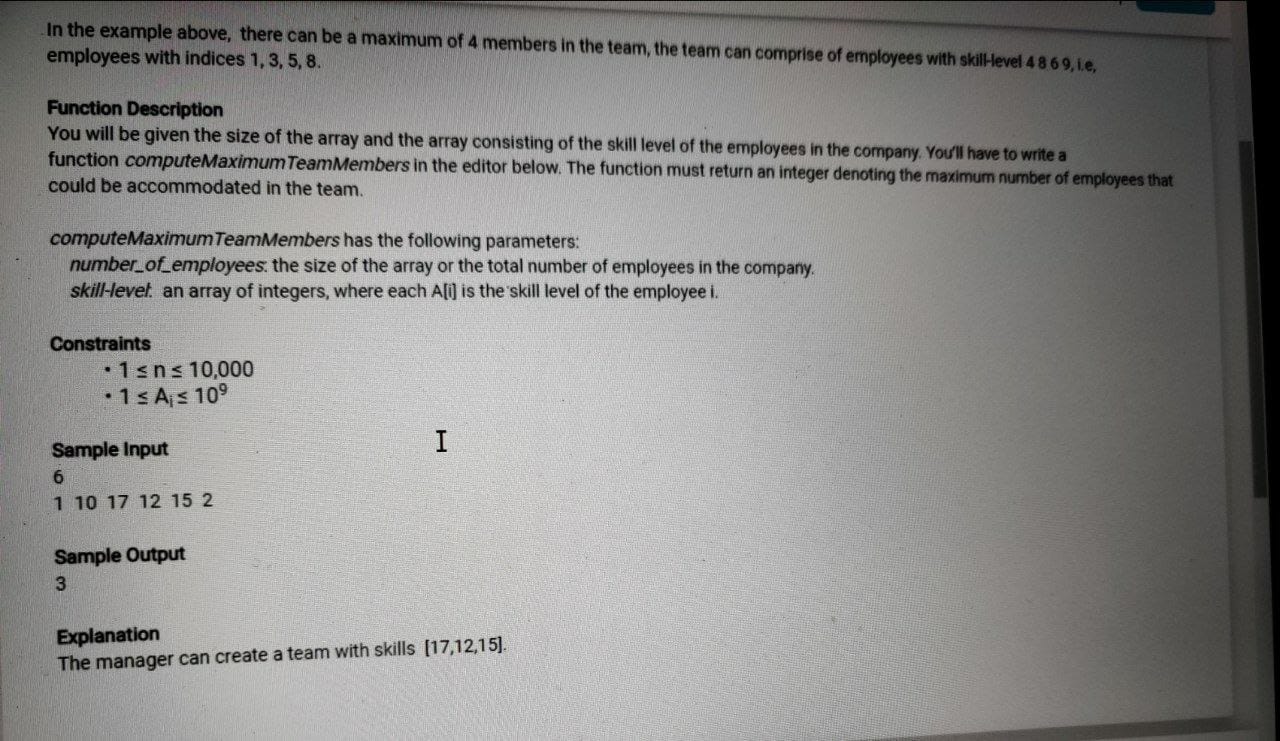 In the example above, there can be a maximum of 4 members in the team, the team can comprise of employees with skill-level 4 8 6 9, i.e,
employees with indices 1, 3, 5, 8.
Function Description
You will be given the size of the array and the array consisting of the skill level of the employees in the company. You'll have to write a
function computeMaximumTeamMembers in the editor below. The function must return an integer denoting the maximum number of employees that
could be accommodated in the team.
computeMaximumTeamMembers has the following parameters:
number_of_employees: the size of the array or the total number of employees in the company.
skill-level: an array of integers, where each A[i] is the skill level of the employee i.
Constraints
• 1 ≤ n ≤ 10,000
• 1 ≤ Aᵢ ≤ 10⁹
Sample Input
6
1 10 17 12 15 2
Sample Output
3
Explanation
The manager can create a team with skills [17,12,15].